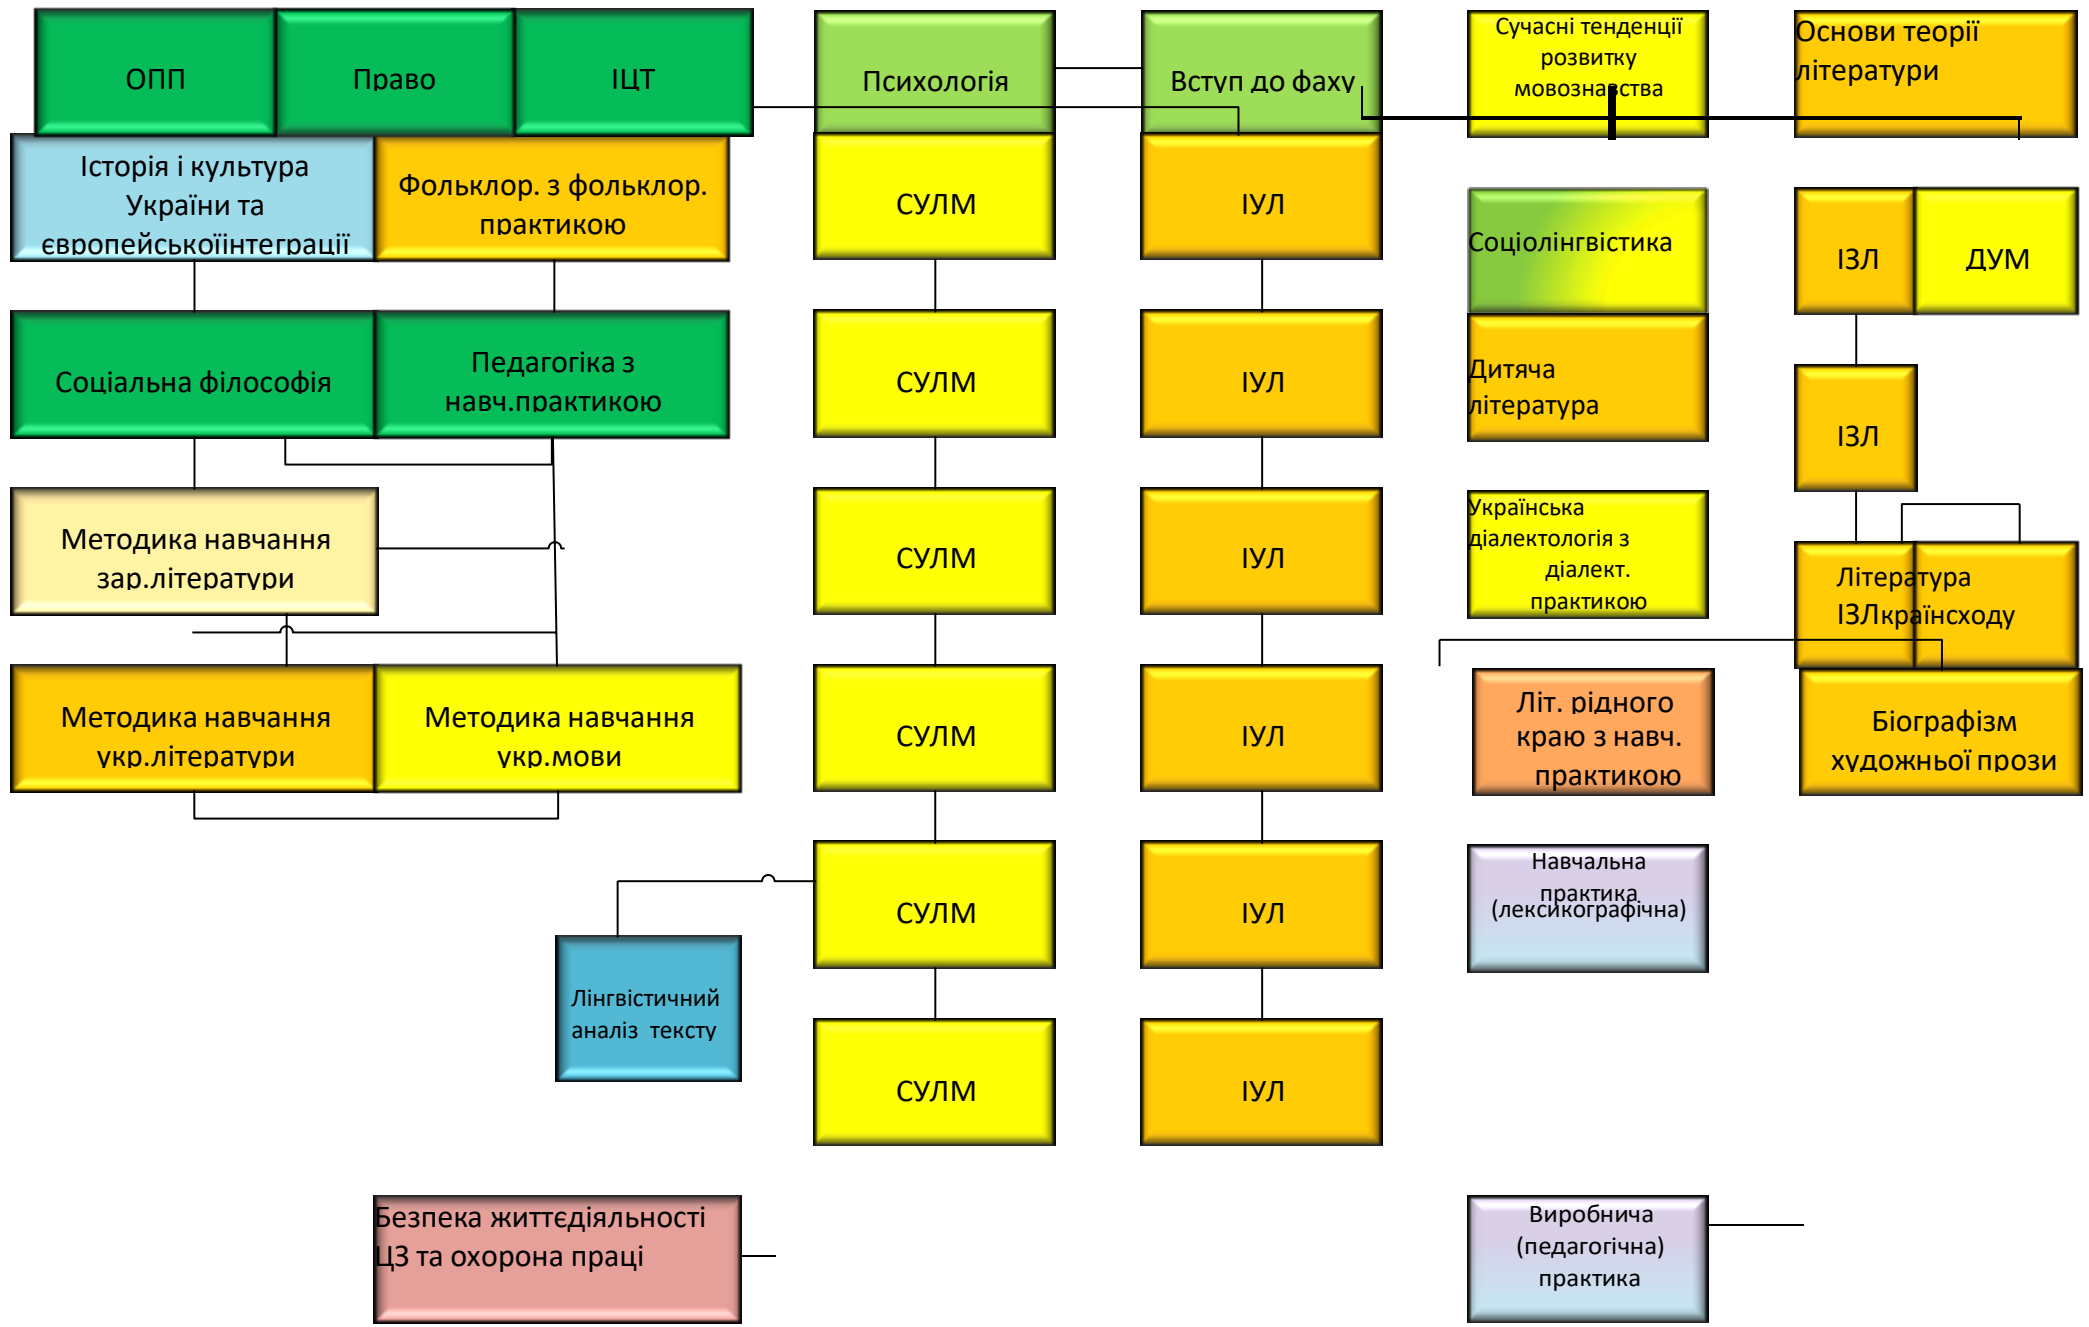 ОПП
Право
ІЦТ
Психологія
Вступ до фаху
Сучасні тенденції
розвитку
мовознавства
Основи теорії
літератури
Історія і культура
України та
європейськоїінтеграції
Фольклор. з фольклор.
практикою
СУЛМ
ІУЛ
Соціолінгвістика
ІЗЛ
ДУМ
Соціальна філософія
Педагогіка з
навч.практикою
СУЛМ
ІУЛ
Дитяча
література
ІЗЛ
Методика навчання
зар.літератури
СУЛМ
ІУЛ
Українська
діалектологія з
діалект.
практикою
Література
ІЗЛкраїнсходу
Методика навчання
укр.літератури
Методика навчання
укр.мови
СУЛМ
ІУЛ
Літ. рідного
краю з навч.
практикою
Біографізм
художньої прози
СУЛМ
ІУЛ
Навчальна
практика
(лексикографічна)
Лінгвістичний
аналіз тексту
СУЛМ
ІУЛ
Безпека життєдіяльності
ЦЗ та охорона праці
Виробнича
(педагогічна)
практика